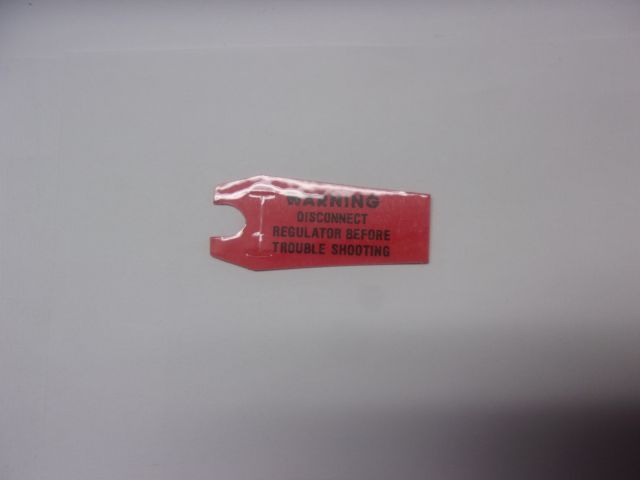 WARNING
DISCONNECT
REGULATOR BEFORE
TROUBLE SHOOTING